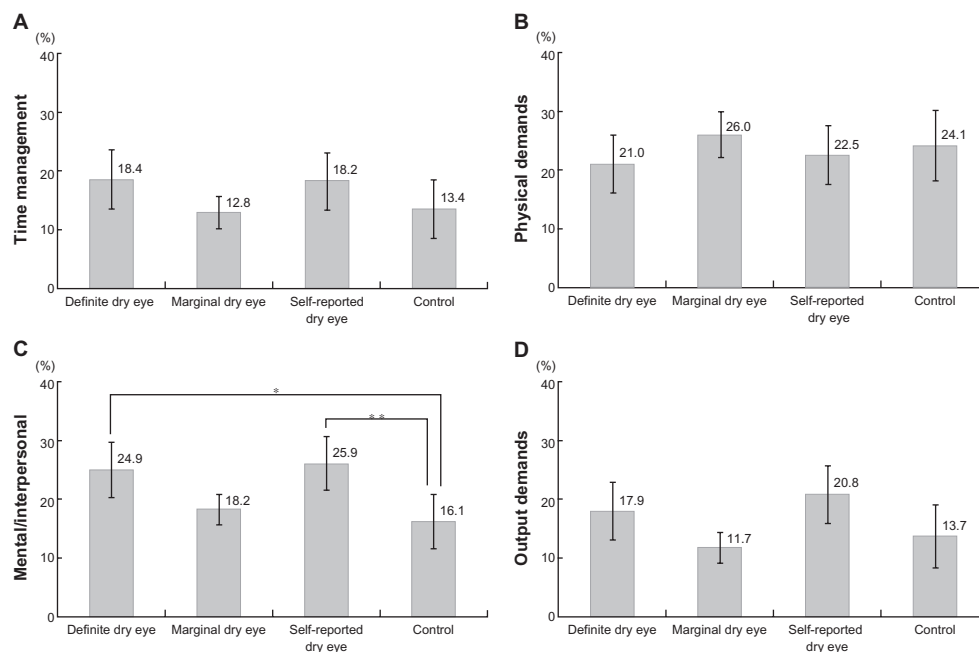 A
(%)
40
30
20
10
0
Time management
18.4
12.8
18.2
13.4
Definite dry eye
Marginal dry eye
Self-reported
dry eye
Control
B
(%)
40
30
20
10
0
Physical demands
21.0
26.0
22.5
24.1
Definite dry eye
Marginal dry eye
Self-reported
dry eye
Control
C
(%)
40
30
20
10
0
Mental/interpersonal
*
**
24.9
18.2
25.9
16.1
Definite dry eye
Marginal dry eye
Self-reported
dry eye
Control
D
(%)
40
30
20
10
0
Output demands
17.9
11.7
20.8
13.7
Definite dry eye
Marginal dry eye
Self-reported
dry eye
Control